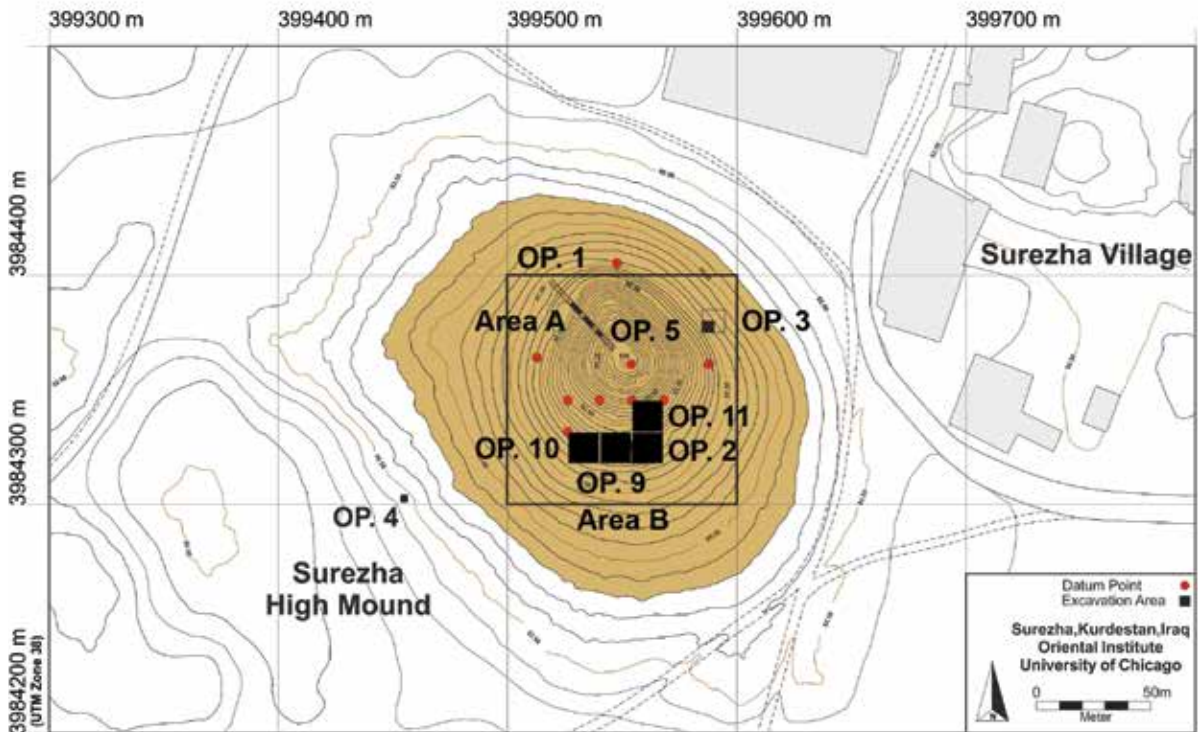 399300 m
399400 m
399500 m
399600 m
399700 m
3984400 m
3984300 m
3984200 m
(UTM Zone 38)
OP. 1
Surezha Village
Area A
OP. 5
OP. 3
OP. 11
OP. 10
OP. 2
OP. 9
Area B
OP. 4
Surezha
High Mound
Datum Point
Excavation Area
Surezha,Kurdestan,Iraq
Oriental Institute
University of Chicago
N
0 50m
Meter